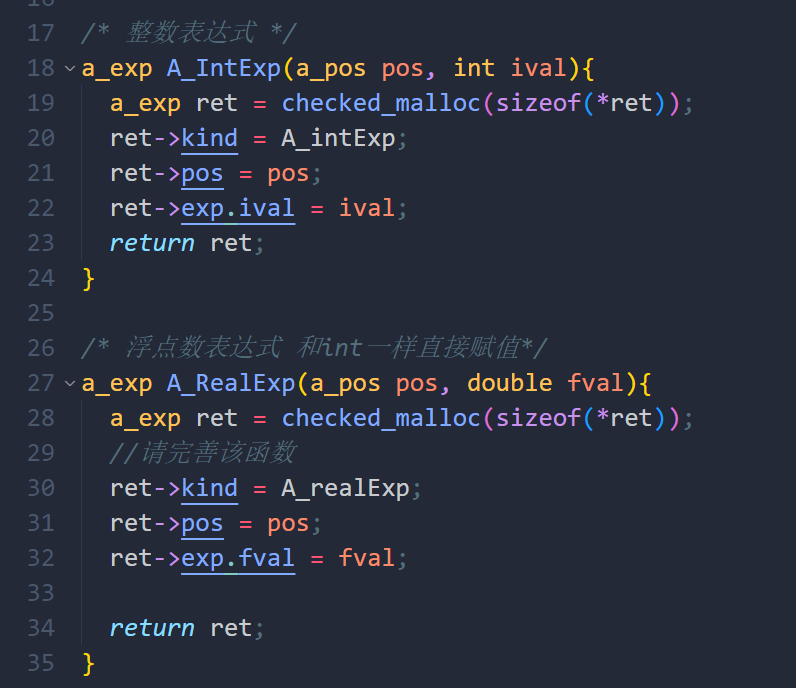 16
17 /* 整数表达式 */
18 a_exp A_IntExp(a_pos pos, int ival){
19   a_exp ret = checked_malloc(sizeof(*ret));
20   ret->kind = A_intExp;
21   ret->pos = pos;
22   ret->exp.ival = ival;
23   return ret;
24 }
25
26 /* 浮点数表达式 和int一样直接赋值*/
27 a_exp A_RealExp(a_pos pos, double fval){
28   a_exp ret = checked_malloc(sizeof(*ret));
29   //请完善该函数
30   ret->kind = A_realExp;
31   ret->pos = pos;
32   ret->exp.fval = fval;
33
34   return ret;
35 }